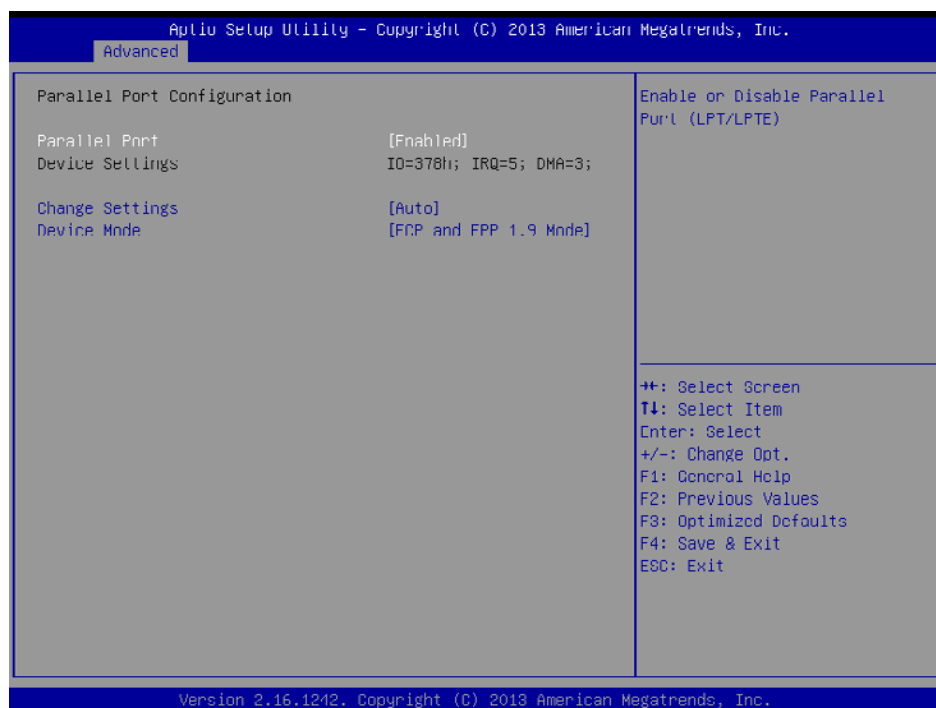 Aptio Setup Utility - Copyright (C) 2013 American Megatrends, Inc.
Advanced
Parallel Port Configuration
Parallel Port [Enabled]
Device Settings IO=378h; IRQ=5; DMA=3;
Change Settings [Auto]
Device Mode [ECP and EPP 1.9 Mode]
Enable or Disable Parallel
Port (LPT/LPTE)
→←: Select Screen
↑↓: Select Item
Enter: Select
+/-: Change Opt.
F1: General Help
F2: Previous Values
F3: Optimized Defaults
F4: Save & Exit
ESC: Exit
Version 2.16.1242. Copyright (C) 2013 American Megatrends, Inc.